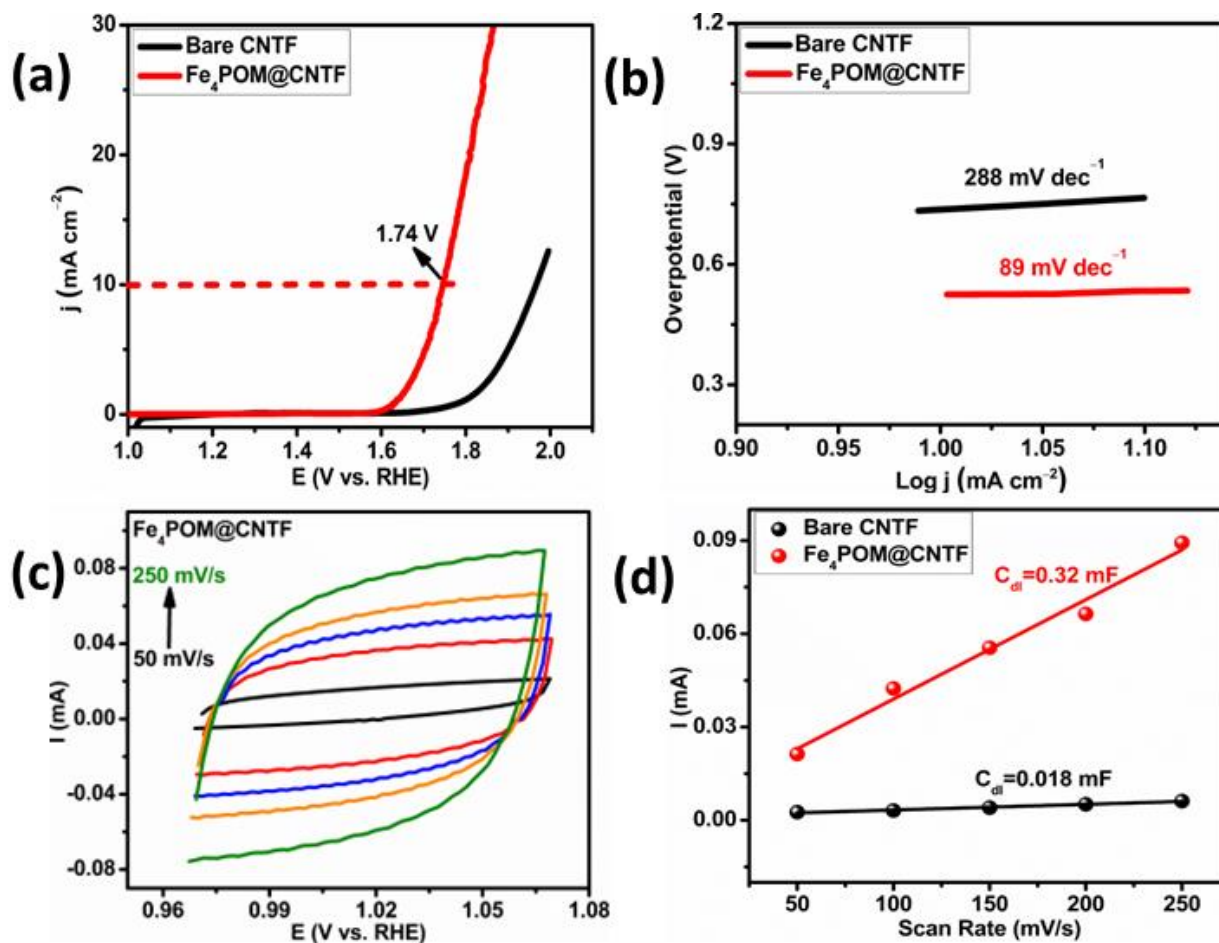 (a)
Bare CNTF
Fe₄POM@CNTF
1.74 V
30
20
10
0
j (mA cm⁻²)
1.0 1.2 1.4 1.6 1.8 2.0
E (V vs. RHE)
(b)
Bare CNTF
Fe₄POM@CNTF
288 mV dec⁻¹
89 mV dec⁻¹
1.2
0.9
0.6
0.3
Overpotential (V)
0.90 0.95 1.00 1.05 1.10
Log j (mA cm⁻²)
(c)
Fe₄POM@CNTF
250 mV/s
50 mV/s
0.08
0.04
0.00
-0.04
-0.08
I (mA)
0.96 0.99 1.02 1.05 1.08
E (V vs. RHE)
(d)
Bare CNTF
Fe₄POM@CNTF
C_dl=0.32 mF
C_dl=0.018 mF
0.09
0.06
0.03
0.00
I (mA)
50 100 150 200 250
Scan Rate (mV/s)